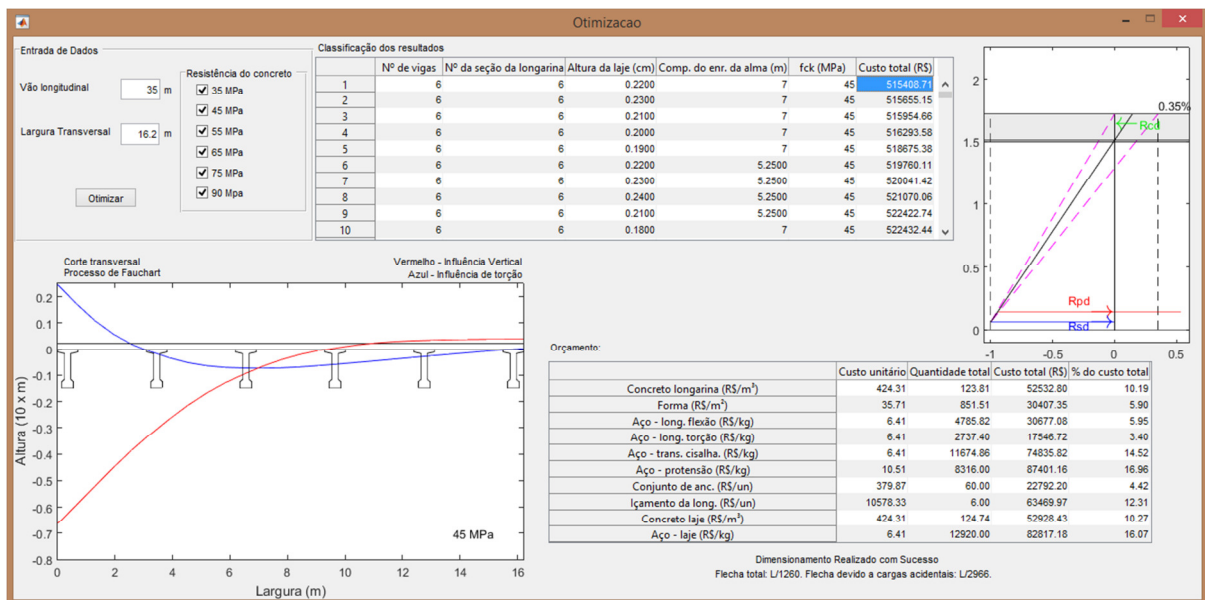 Otimizacao
Entrada de Dados
Vão longitudinal 35 m
Largura Transversal 16.2 m
Resistência do concreto
35 MPa
45 MPa
55 MPa
65 MPa
75 MPa
90 Mpa
Otimizar
Classificação dos resultados
Nº de vigas Nº da seção da longarina Altura da laje (cm) Comp. do enr. da alma (m) fck (MPa) Custo total (R$)
1 6 6 0.2200 7 45 515408.71
2 6 6 0.2300 7 45 515655.15
3 6 6 0.2100 7 45 515954.66
4 6 6 0.2000 7 45 516293.58
5 6 6 0.1900 7 45 518675.38
6 6 6 0.2200 5.2500 45 519760.11
7 6 6 0.2300 5.2500 45 520041.42
8 6 6 0.2400 5.2500 45 521070.06
9 6 6 0.2100 5.2500 45 522422.74
10 6 6 0.1800 7 45 522432.44
2
1.5
1
0.5
0
-1 -0.5 0 0.5
0.35%
Rcd
Rpd
Rsd
Corte transversal
Processo de Fauchart
Vermelho - Influência Vertical
Azul - Influência de torção
Altura (10 x m)
0.2
0.1
0
-0.1
-0.2
-0.3
-0.4
-0.5
-0.6
-0.7
-0.8
45 MPa
0 2 4 6 8 10 12 14 16
Largura (m)
Orçamento:
Custo unitário Quantidade total Custo total (R$) % do custo total
Concreto longarina (R$/m³) 424.31 123.81 52532.80 10.19
Forma (R$/m²) 35.71 851.51 30407.35 5.90
Aço - long. flexão (R$/kg) 6.41 4785.82 30677.08 5.95
Aço - long. torção (R$/kg) 6.41 2737.40 17546.72 3.40
Aço - trans. cisalha. (R$/kg) 6.41 11674.86 74835.82 14.52
Aço - protensão (R$/kg) 10.51 8316.00 87401.16 16.96
Conjunto de anc. (R$/un) 379.87 60.00 22792.20 4.42
Içamento da long. (R$/un) 10578.33 6.00 63469.97 12.31
Concreto laje (R$/m³) 424.31 124.74 52928.43 10.27
Aço - laje (R$/kg) 6.41 12920.00 82817.18 16.07
Dimensionamento Realizado com Sucesso
Flecha total: L/1260. Flecha devido a cargas acidentais: L/2966.